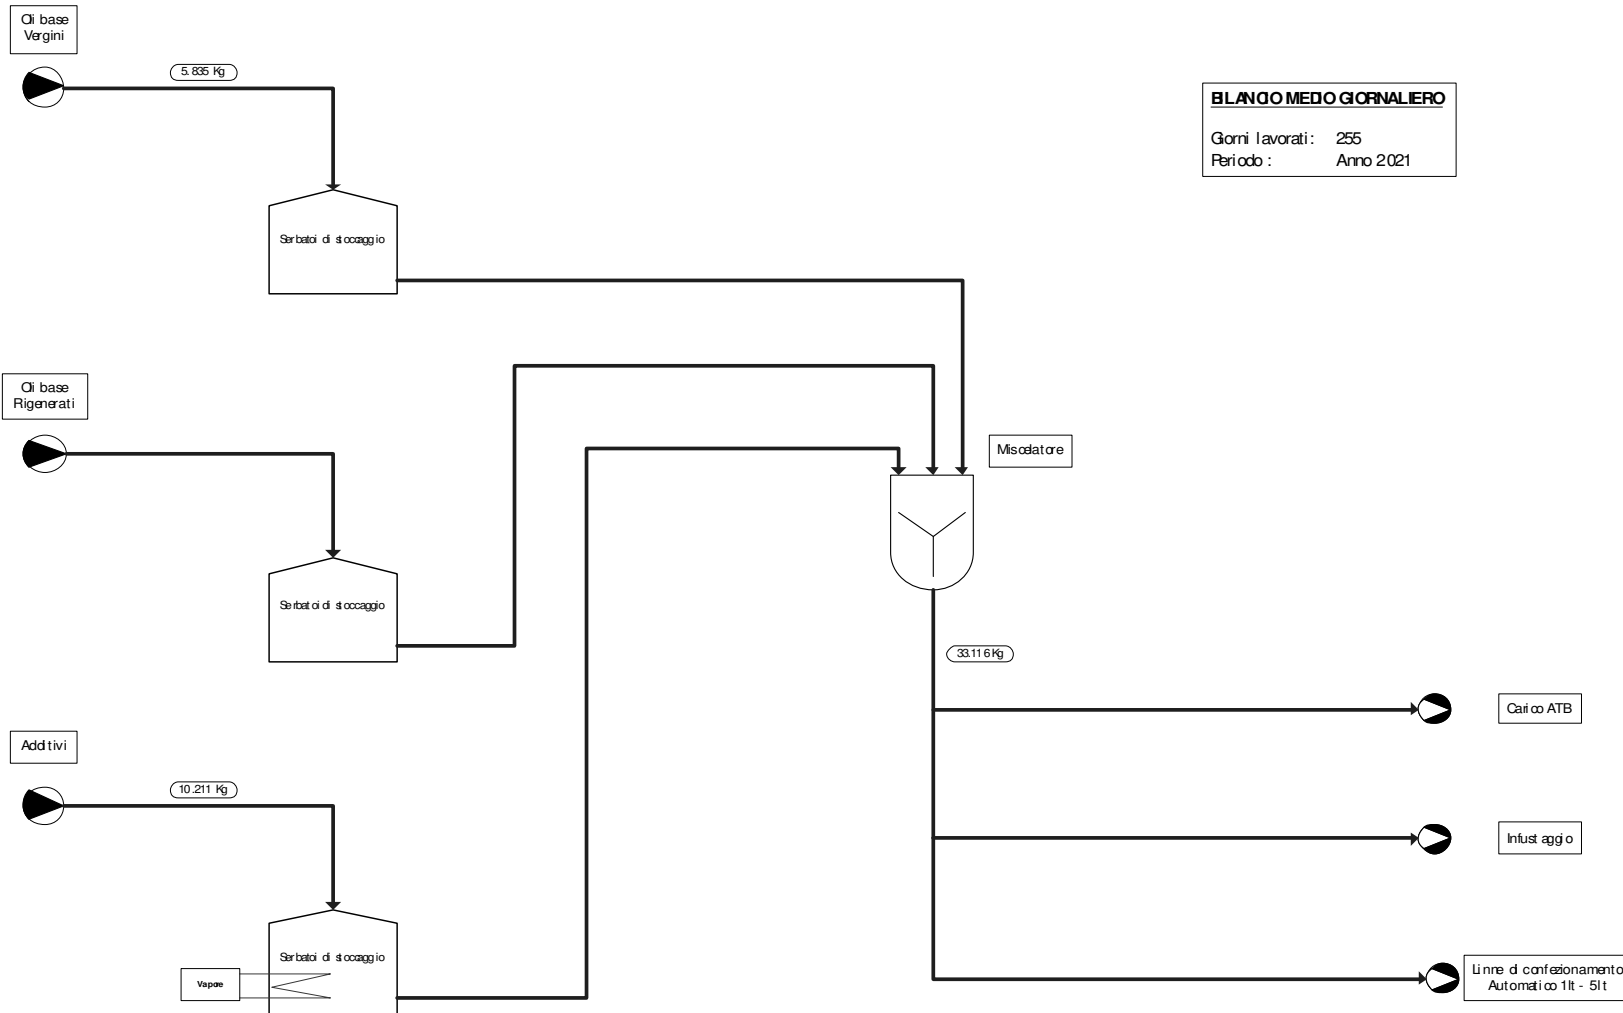 Oli base
Vergini
5.835 Kg
BILANCIO MEDIO GIORNALIERO
Giorni lavorati: 255
Periodo : Anno 2021
Serbatoi di stoccaggio
Oli base
Rigenerati
Miscelatore
Serbatoi di stoccaggio
33.116 Kg
Carico ATB
Additivi
10.211 Kg
Infustaggio
Serbatoi di stoccaggio
Vapore
Linne di confezionamento
Automatico 1lt - 5lt